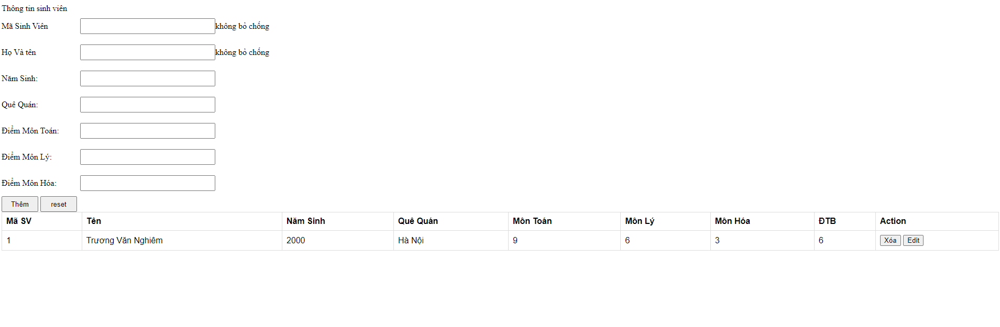 Thông tin sinh viên
Mã Sinh Viên không bỏ chống
Họ Và tên không bỏ chống
Năm Sinh:
Quê Quán:
Điểm Môn Toán:
Điểm Môn Lý:
Điểm Môn Hóa:
Thêm reset
Mã SV Tên Năm Sinh Quê Quán Môn Toán Môn Lý Môn Hóa ĐTB Action
1 Trương Văn Nghiêm 2000 Hà Nội 9 6 3 6 Xóa Edit